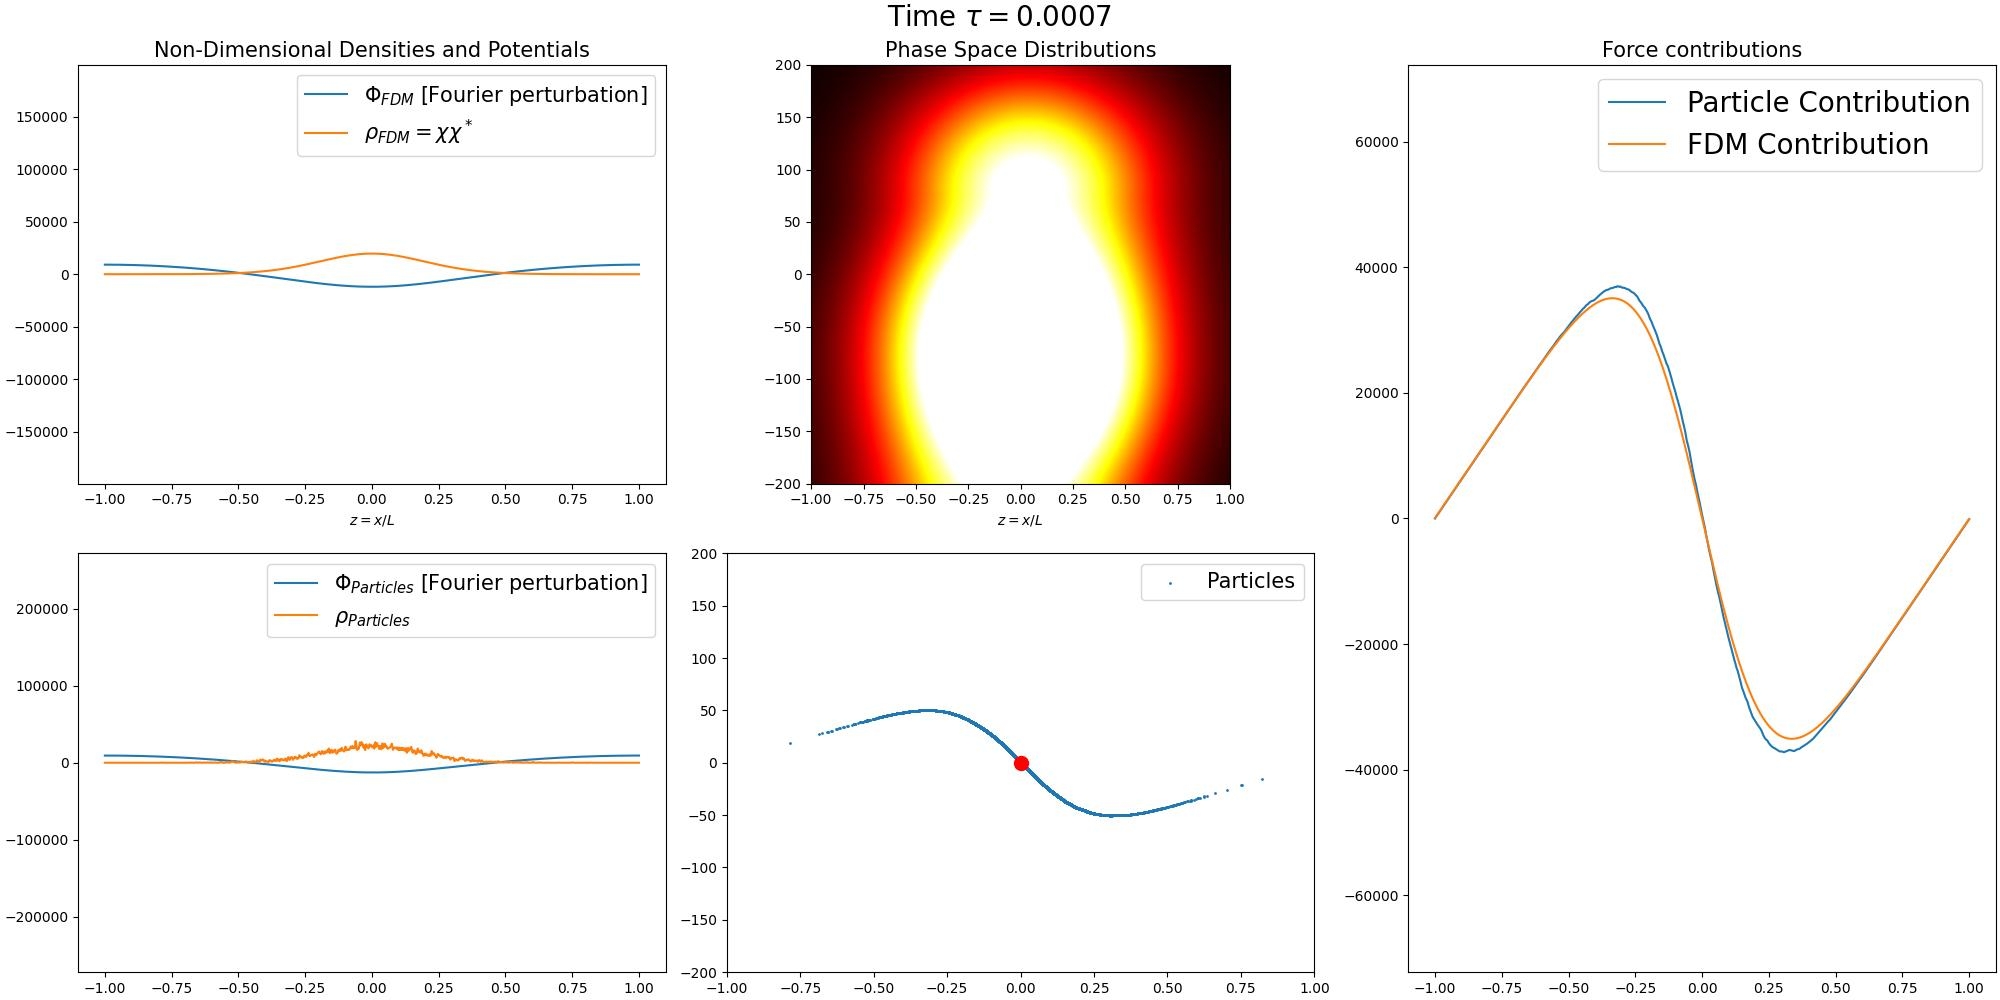 Time τ = 0.0007
Non-Dimensional Densities and Potentials
Φ_FDM [Fourier perturbation]
ρ_FDM = χχ*
150000
100000
50000
0
−50000
−100000
−150000
−1.00 −0.75 −0.50 −0.25 0.00 0.25 0.50 0.75 1.00
z = x/L
Phase Space Distributions
200
150
100
50
0
−50
−100
−150
−200
−1.00 −0.75 −0.50 −0.25 0.00 0.25 0.50 0.75 1.00
z = x/L
Force contributions
Particle Contribution
FDM Contribution
60000
40000
20000
0
−20000
−40000
−60000
−1.00 −0.75 −0.50 −0.25 0.00 0.25 0.50 0.75 1.00
Φ_Particles [Fourier perturbation]
ρ_Particles
200000
100000
0
−100000
−200000
−1.00 −0.75 −0.50 −0.25 0.00 0.25 0.50 0.75 1.00
Particles
200
150
100
50
0
−50
−100
−150
−200
−1.00 −0.75 −0.50 −0.25 0.00 0.25 0.50 0.75 1.00